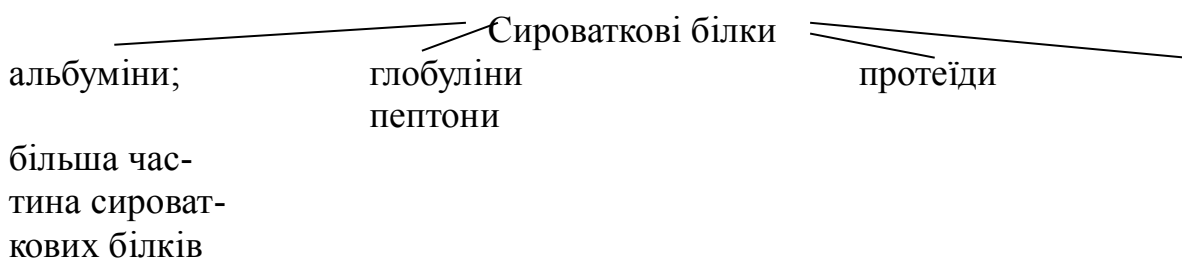 Сироваткові білки
альбуміни; глобуліни протеїди
пептони
більша час-
тина сироват-
кових білків